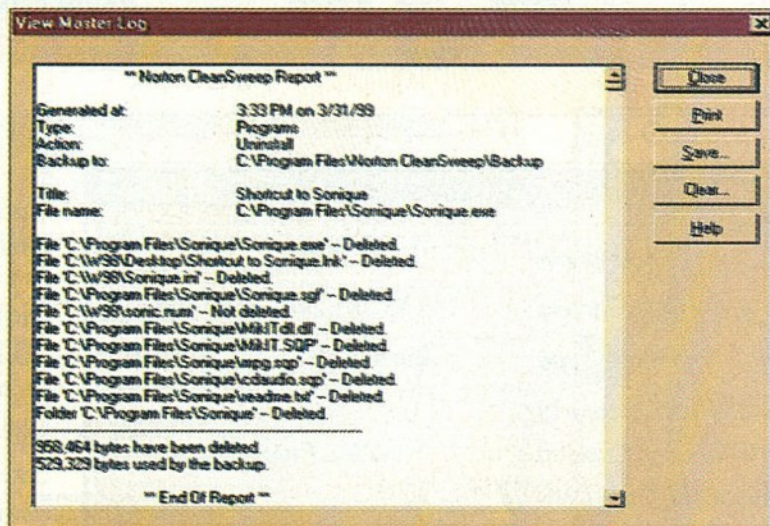 View Master Log
** Norton CleanSweep Report **
Generated at: 3:33 PM on 3/31/99
Type: Programs
Action: Uninstall
Backup to: C:\Program Files\Norton CleanSweep\Backup
Title: Shortcut to Sonique
File name: C:\Program Files\Sonique\Sonique.exe
File "C:\Program Files\Sonique\Sonique.exe" -- Deleted.
File "C:\W98\Desktop\Shortcut to Sonique.lnk" -- Deleted.
File "C:\W98\Sonique.ini" -- Deleted.
File "C:\Program Files\Sonique\Sonique.sgf" -- Deleted.
File "C:\W98\sonic.num" -- Not deleted.
File "C:\Program Files\Sonique\MikITdll.dll" -- Deleted.
File "C:\Program Files\Sonique\MikIT.SQP" -- Deleted.
File "C:\Program Files\Sonique\mpg.sqp" -- Deleted.
File "C:\Program Files\Sonique\cdaudio.sqp" -- Deleted.
File "C:\Program Files\Sonique\readme.txt" -- Deleted.
Folder "C:\Program Files\Sonique" -- Deleted.
958,464 bytes have been deleted.
529,329 bytes used by the backup.
** End Of Report **
Close
Print
Save...
Clear...
Help